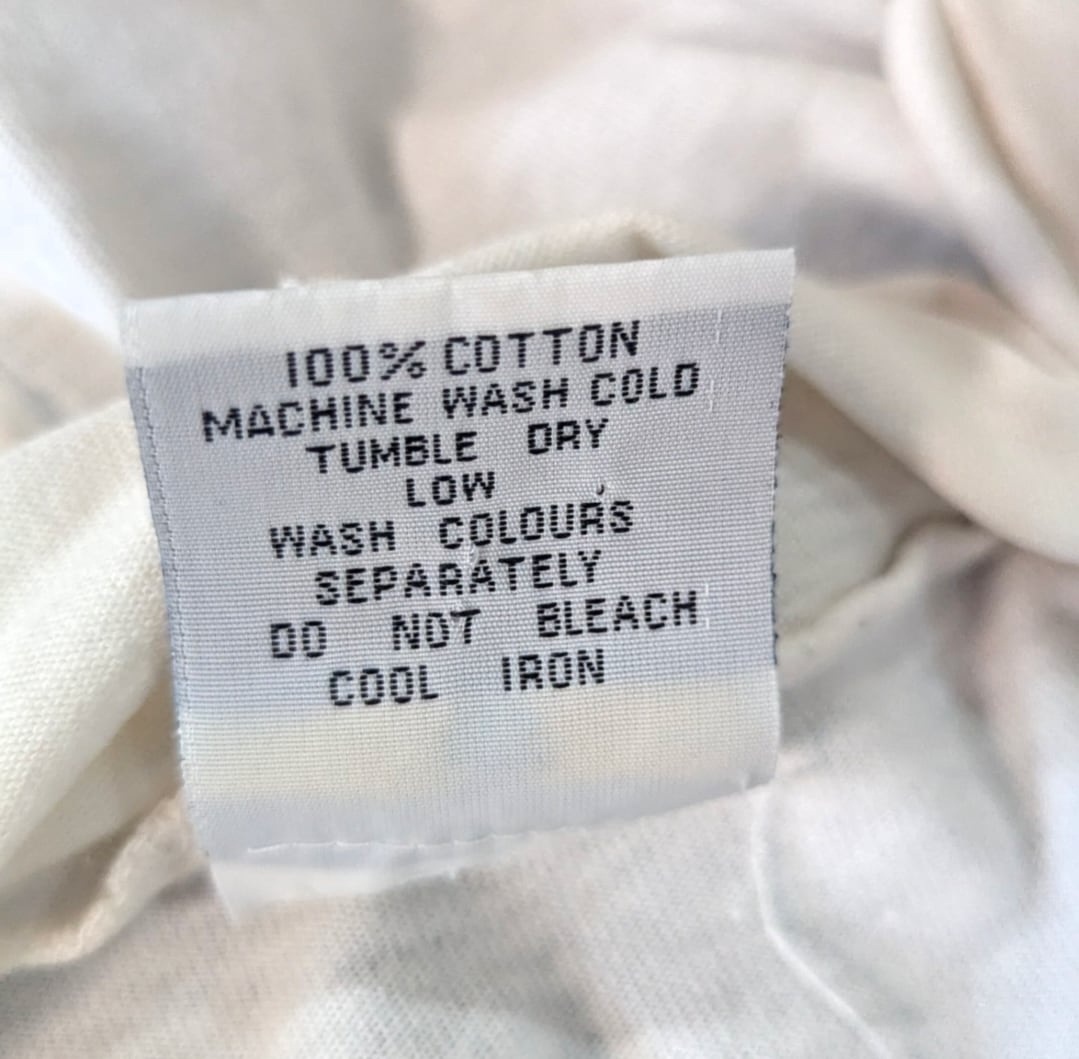 100% COTTON
MACHINE WASH COLD
TUMBLE DRY
LOW
WASH COLOURS
SEPARATELY
DO NOT BLEACH
COOL IRON